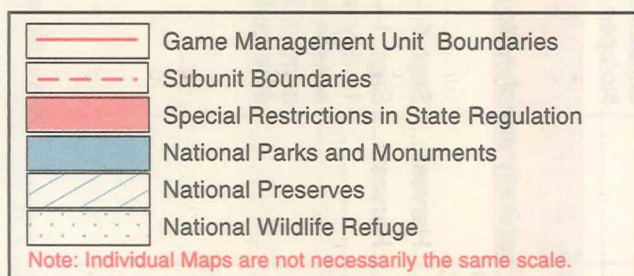 Game Management Unit Boundaries
Subunit Boundaries
Special Restrictions in State Regulation
National Parks and Monuments
National Preserves
National Wildlife Refuge
Note: Individual Maps are not necessarily the same scale.